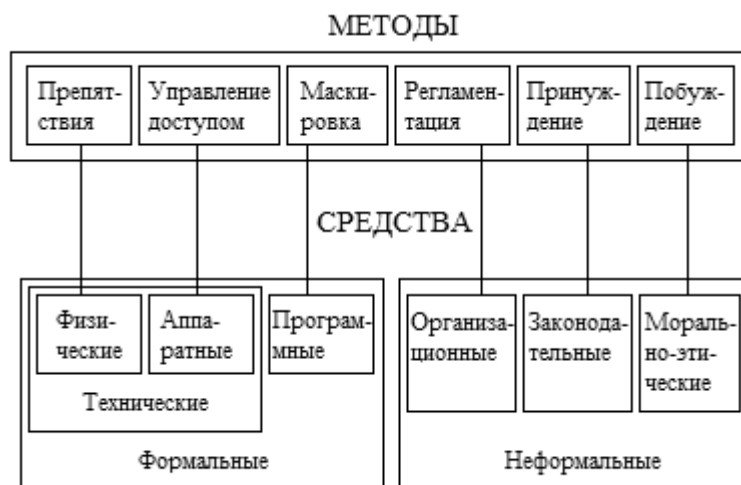 МЕТОДЫ
Препят-
ствия
Управление
доступом
Маски-
ровка
Регламен-
тация
Принуж-
дение
Побуж-
дение
СРЕДСТВА
Физи-
ческие
Аппа-
ратные
Програм-
мные
Организа-
ционные
Законода-
тельные
Мораль-
но-эти-
ческие
Технические
Формальные
Неформальные